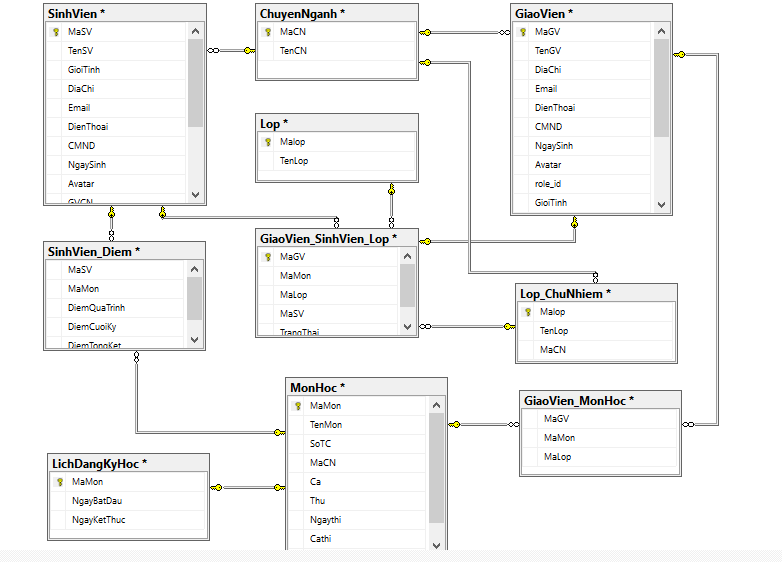 SinhVien *
MaSV
TenSV
GioiTinh
DiaChi
Email
DienThoai
CMND
NgaySinh
Avatar
GVCN
ChuyenNganh *
MaCN
TenCN
GiaoVien *
MaGV
TenGV
DiaChi
Email
DienThoai
CMND
NgaySinh
Avatar
role_id
GioiTinh
Lop *
Malop
TenLop
SinhVien_Diem *
MaSV
MaMon
DiemQuaTrinh
DiemCuoiKy
DiemTongKet
GiaoVien_SinhVien_Lop *
MaGV
MaMon
MaLop
MaSV
TrangThai
Lop_ChuNhiem *
Malop
TenLop
MaCN
MonHoc *
MaMon
TenMon
SoTC
MaCN
Ca
Thu
Ngaythi
Cathi
GiaoVien_MonHoc *
MaGV
MaMon
MaLop
LichDangKyHoc *
MaMon
NgayBatDau
NgayKetThuc